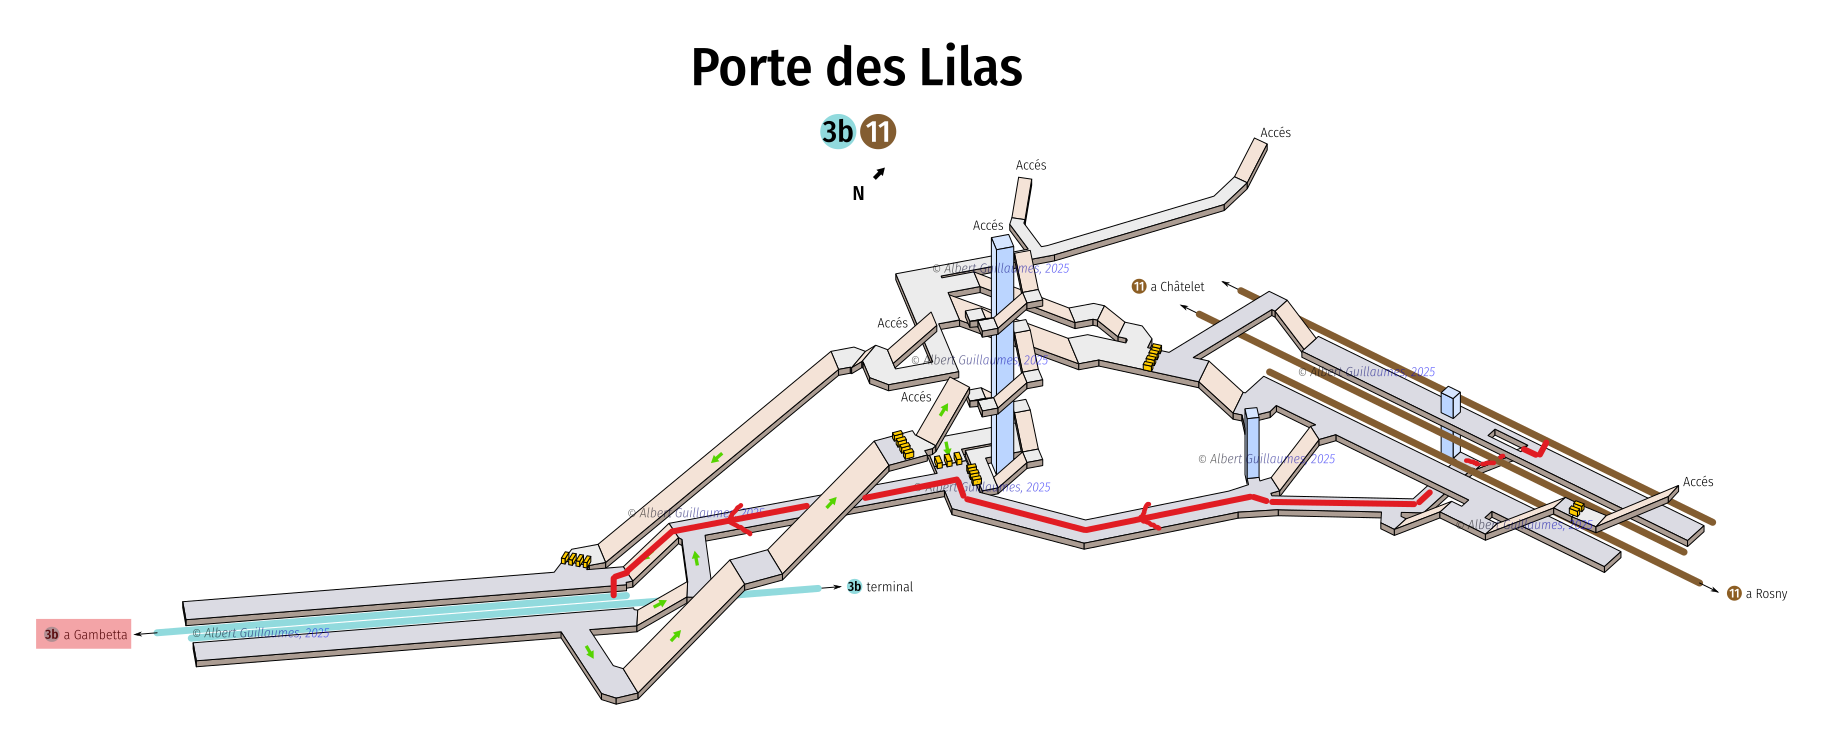 Porte des Lilas
3b 11
N
Accés
Accés
Accés
© Albert Guillaumes, 2025
11 a Châtelet
Accés
© Albert Guillaumes, 2025
© Albert Guillaumes, 2025
Accés
© Albert Guillaumes, 2025
Accés
© Albert Guillaumes, 2025
© Albert Guillaumes, 2025
© Albert Guillaumes, 2025
3b terminal
11 a Rosny
3b a Gambetta
© Albert Guillaumes, 2025